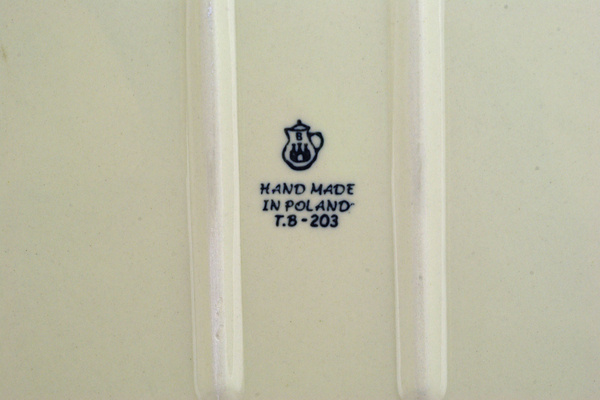 B
HAND MADE
IN POLAND
T.B-203